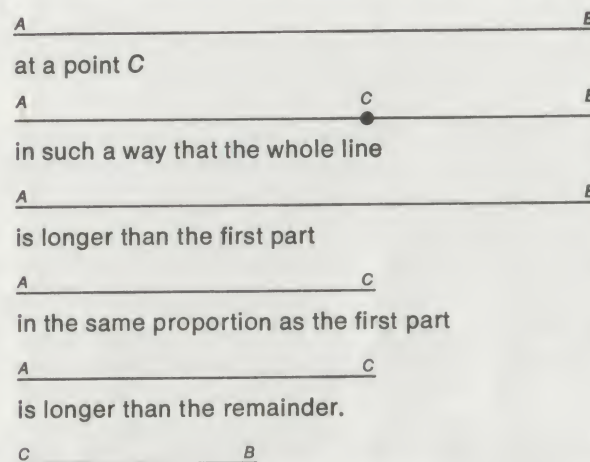 A B
at a point C
A C B
in such a way that the whole line
A B
is longer than the first part
A C
in the same proportion as the first part
A C
is longer than the remainder.
C B